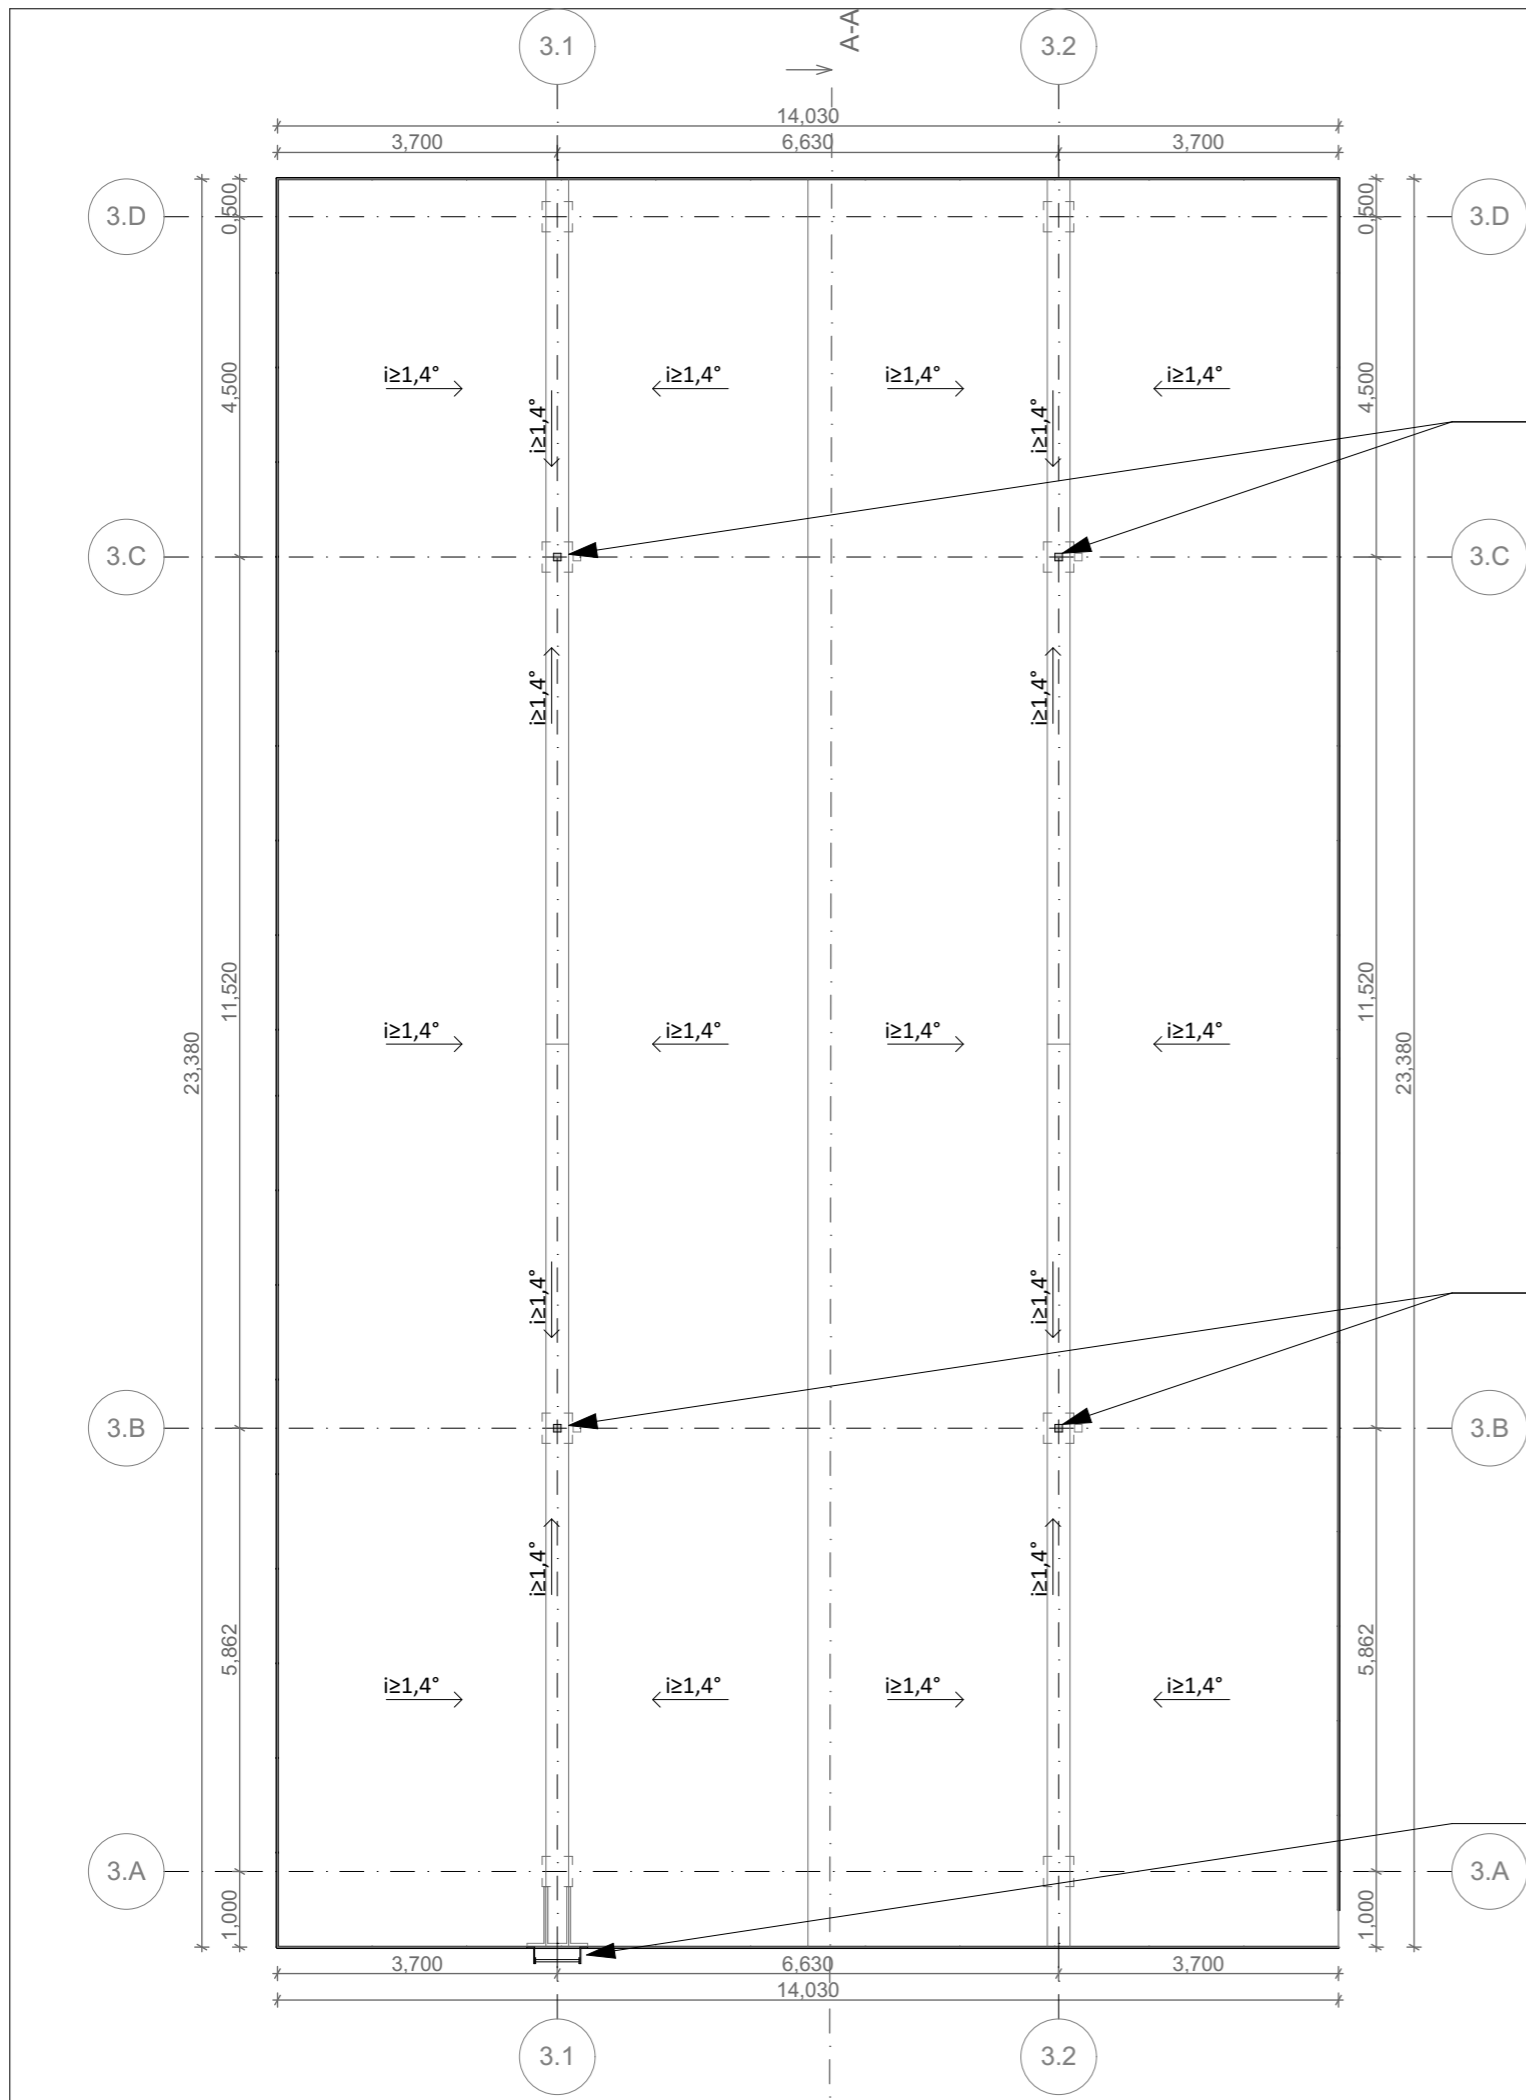 3.1
A-A
3.2
14,030
3,700
6,630
3,700
3.D
0,500
0,500
3.D
i≥1,4°
i≥1,4°
i≥1,4°
i≥1,4°
4,500
4,500
i≥1,4°
i≥1,4°
3.C
3.C
i≥1,4°
i≥1,4°
11,520
11,520
i≥1,4°
i≥1,4°
i≥1,4°
i≥1,4°
23,380
23,380
i≥1,4°
i≥1,4°
3.B
3.B
i≥1,4°
i≥1,4°
5,862
5,862
i≥1,4°
i≥1,4°
i≥1,4°
i≥1,4°
3.A
3.A
1,000
1,000
3,700
6,630
3,700
14,030
3.1
3.2